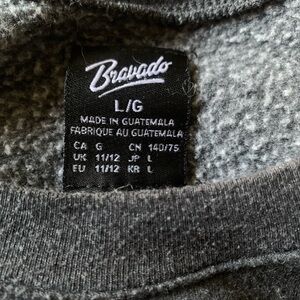 Bravado
L/G
MADE IN GUATEMALA
FABRIQUE AU GUATEMALA
CA G CN 140/75
UK 11/12 JP L
EU 11/12 KR L